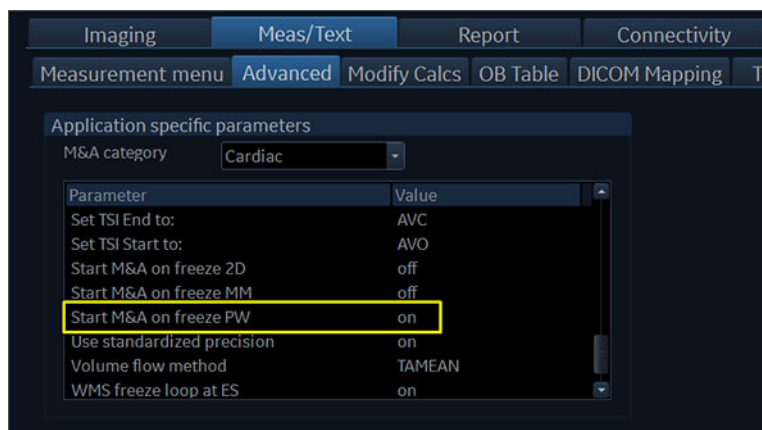 Imaging Meas/Text Report Connectivity
Measurement menu Advanced Modify Calcs OB Table DICOM Mapping T
Application specific parameters
M&A category Cardiac
Parameter Value
Set TSI End to: AVC
Set TSI Start to: AVO
Start M&A on freeze 2D off
Start M&A on freeze MM off
Start M&A on freeze PW on
Use standardized precision on
Volume flow method TAMEAN
WMS freeze loop at ES on